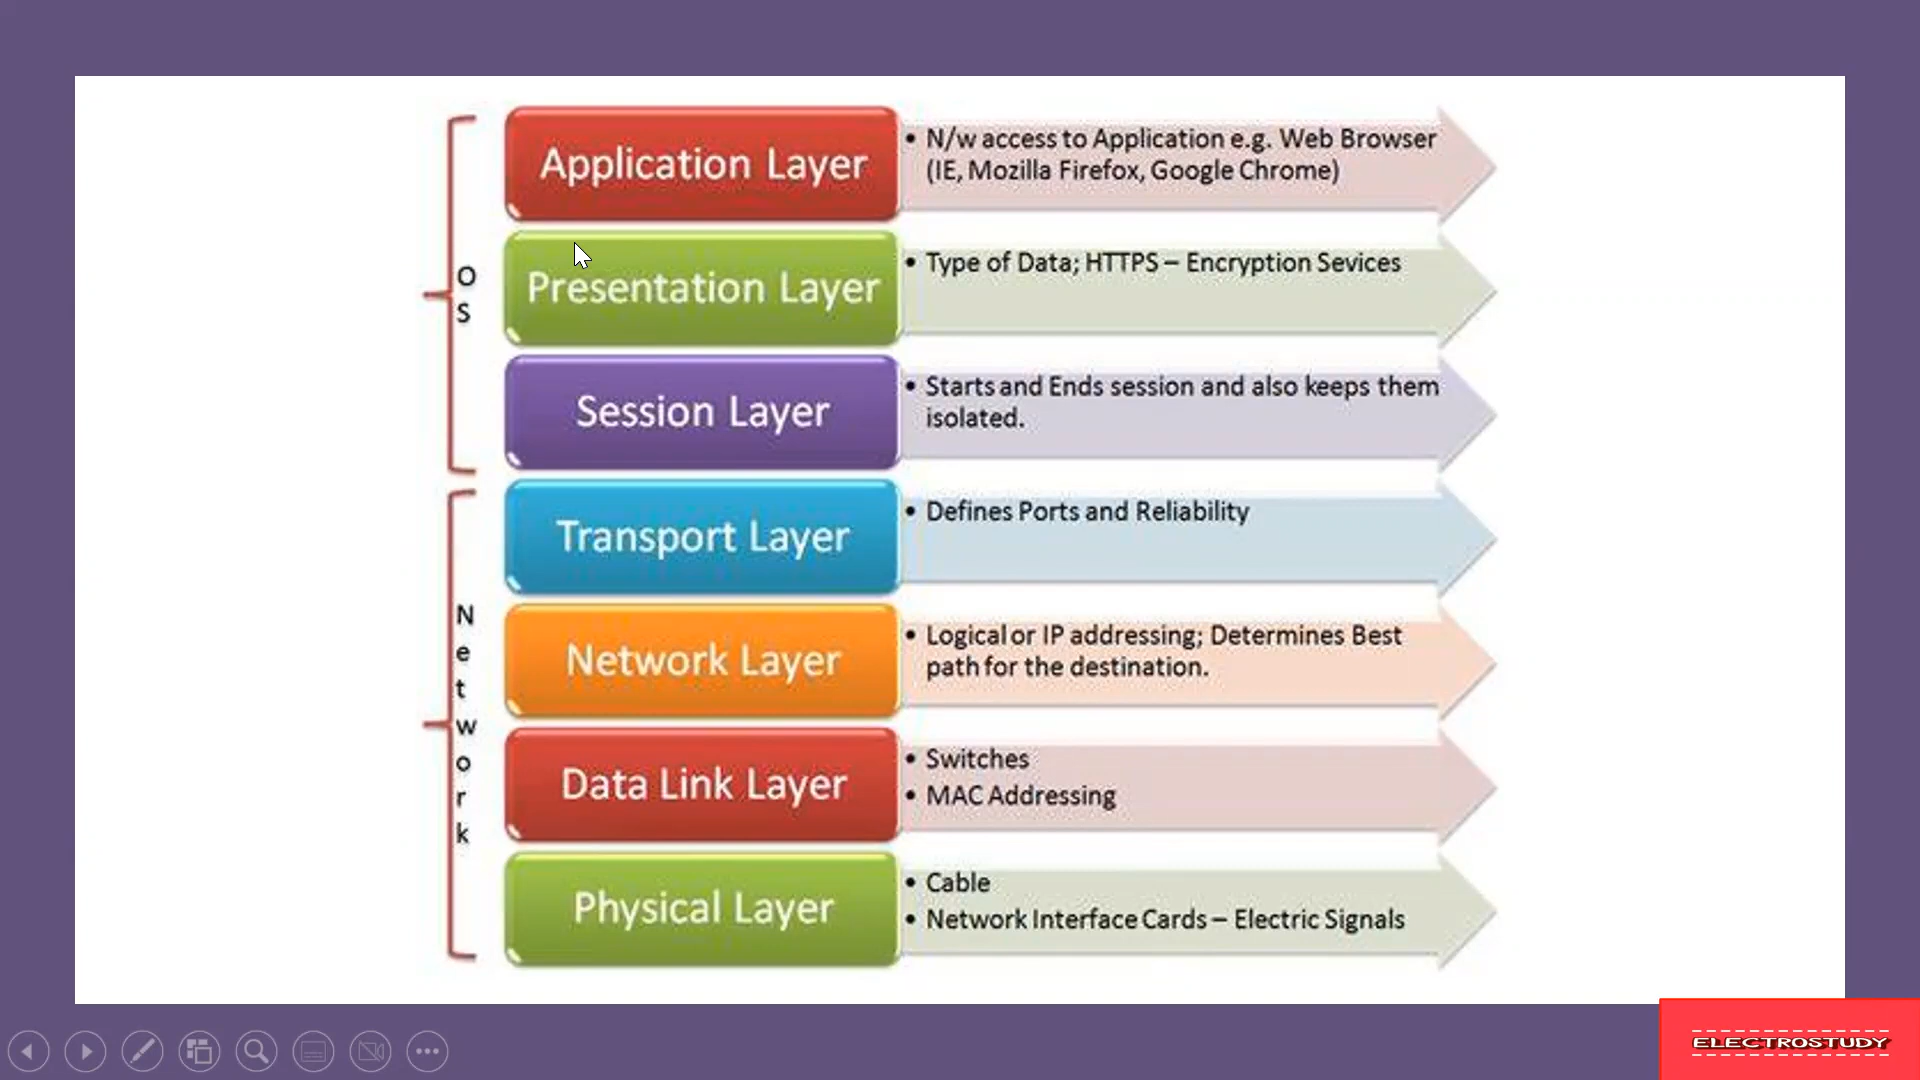 Application Layer
• N/w access to Application e.g. Web Browser
(IE, Mozilla Firefox, Google Chrome)
OS
Presentation Layer
• Type of Data; HTTPS – Encryption Sevices
Session Layer
• Starts and Ends session and also keeps them
isolated.
Network
Transport Layer
• Defines Ports and Reliability
Network Layer
• Logical or IP addressing; Determines Best
path for the destination.
Data Link Layer
• Switches
• MAC Addressing
Physical Layer
• Cable
• Network Interface Cards – Electric Signals
ELECTROSTUDY